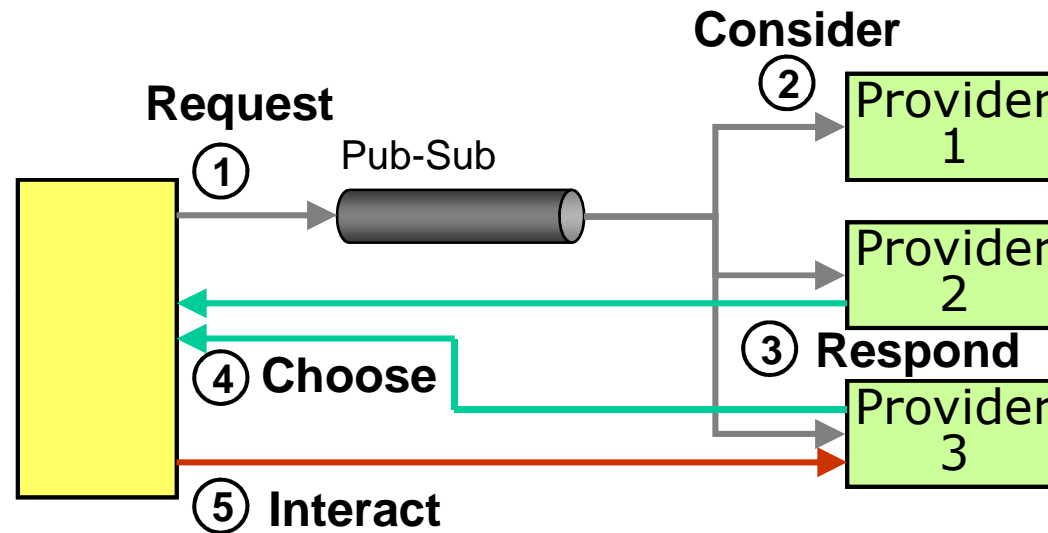 Consider
2
Provider
1
Request
1
Pub-Sub
Provider
2
3 Respond
4 Choose
Provider
3
5 Interact